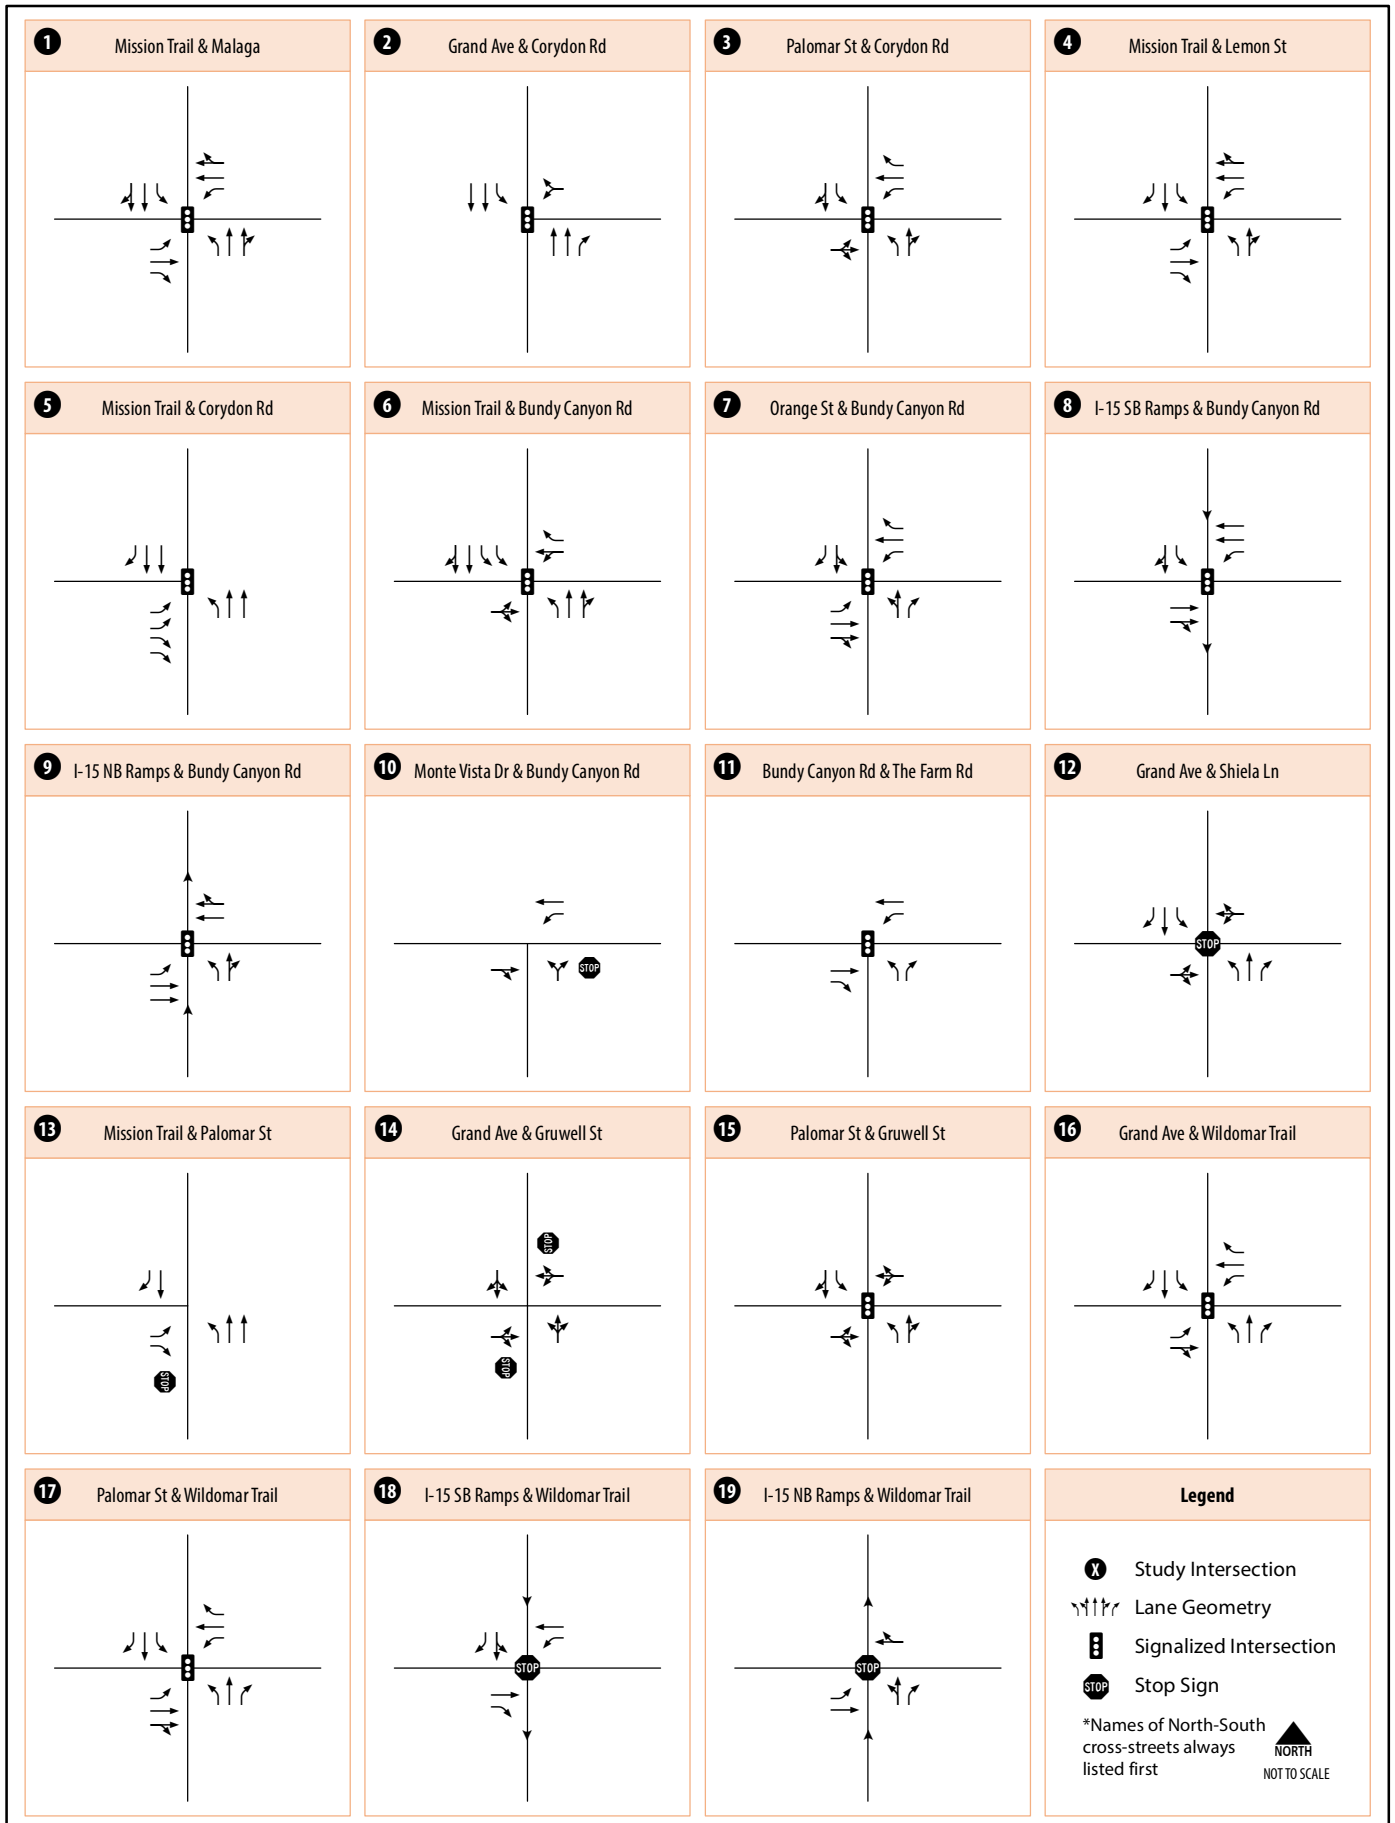 1 Mission Trail & Malaga
2 Grand Ave & Corydon Rd
3 Palomar St & Corydon Rd
4 Mission Trail & Lemon St
5 Mission Trail & Corydon Rd
6 Mission Trail & Bundy Canyon Rd
7 Orange St & Bundy Canyon Rd
8 I-15 SB Ramps & Bundy Canyon Rd
9 I-15 NB Ramps & Bundy Canyon Rd
10 Monte Vista Dr & Bundy Canyon Rd
11 Bundy Canyon Rd & The Farm Rd
12 Grand Ave & Shiela Ln
STOP
STOP
13 Mission Trail & Palomar St
14 Grand Ave & Gruwell St
15 Palomar St & Gruwell St
16 Grand Ave & Wildomar Trail
STOP
STOP
STOP
17 Palomar St & Wildomar Trail
18 I-15 SB Ramps & Wildomar Trail
19 I-15 NB Ramps & Wildomar Trail
STOP
STOP
Legend
X Study Intersection
Lane Geometry
Signalized Intersection
STOP Stop Sign
*Names of North-South
cross-streets always
listed first
NORTH
NOT TO SCALE